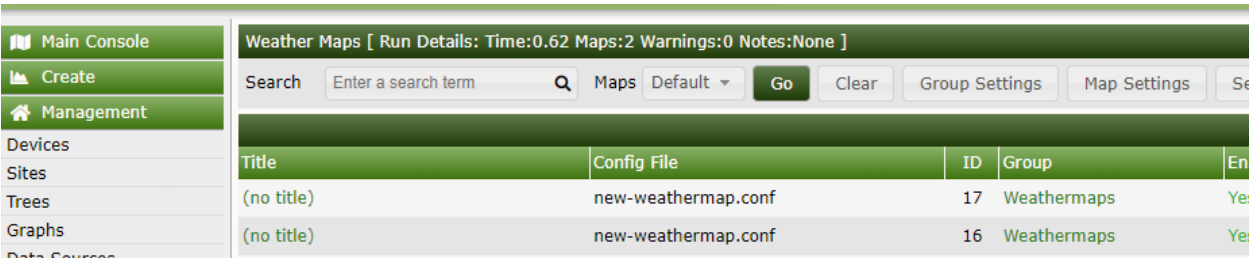 Main Console
Create
Management
Devices
Sites
Trees
Graphs
Data Sources
Weather Maps [ Run Details: Time:0.62 Maps:2 Warnings:0 Notes:None ]
Search Enter a search term Maps Default Go Clear Group Settings Map Settings
Title Config File ID Group
(no title) new-weathermap.conf 17 Weathermaps
(no title) new-weathermap.conf 16 Weathermaps